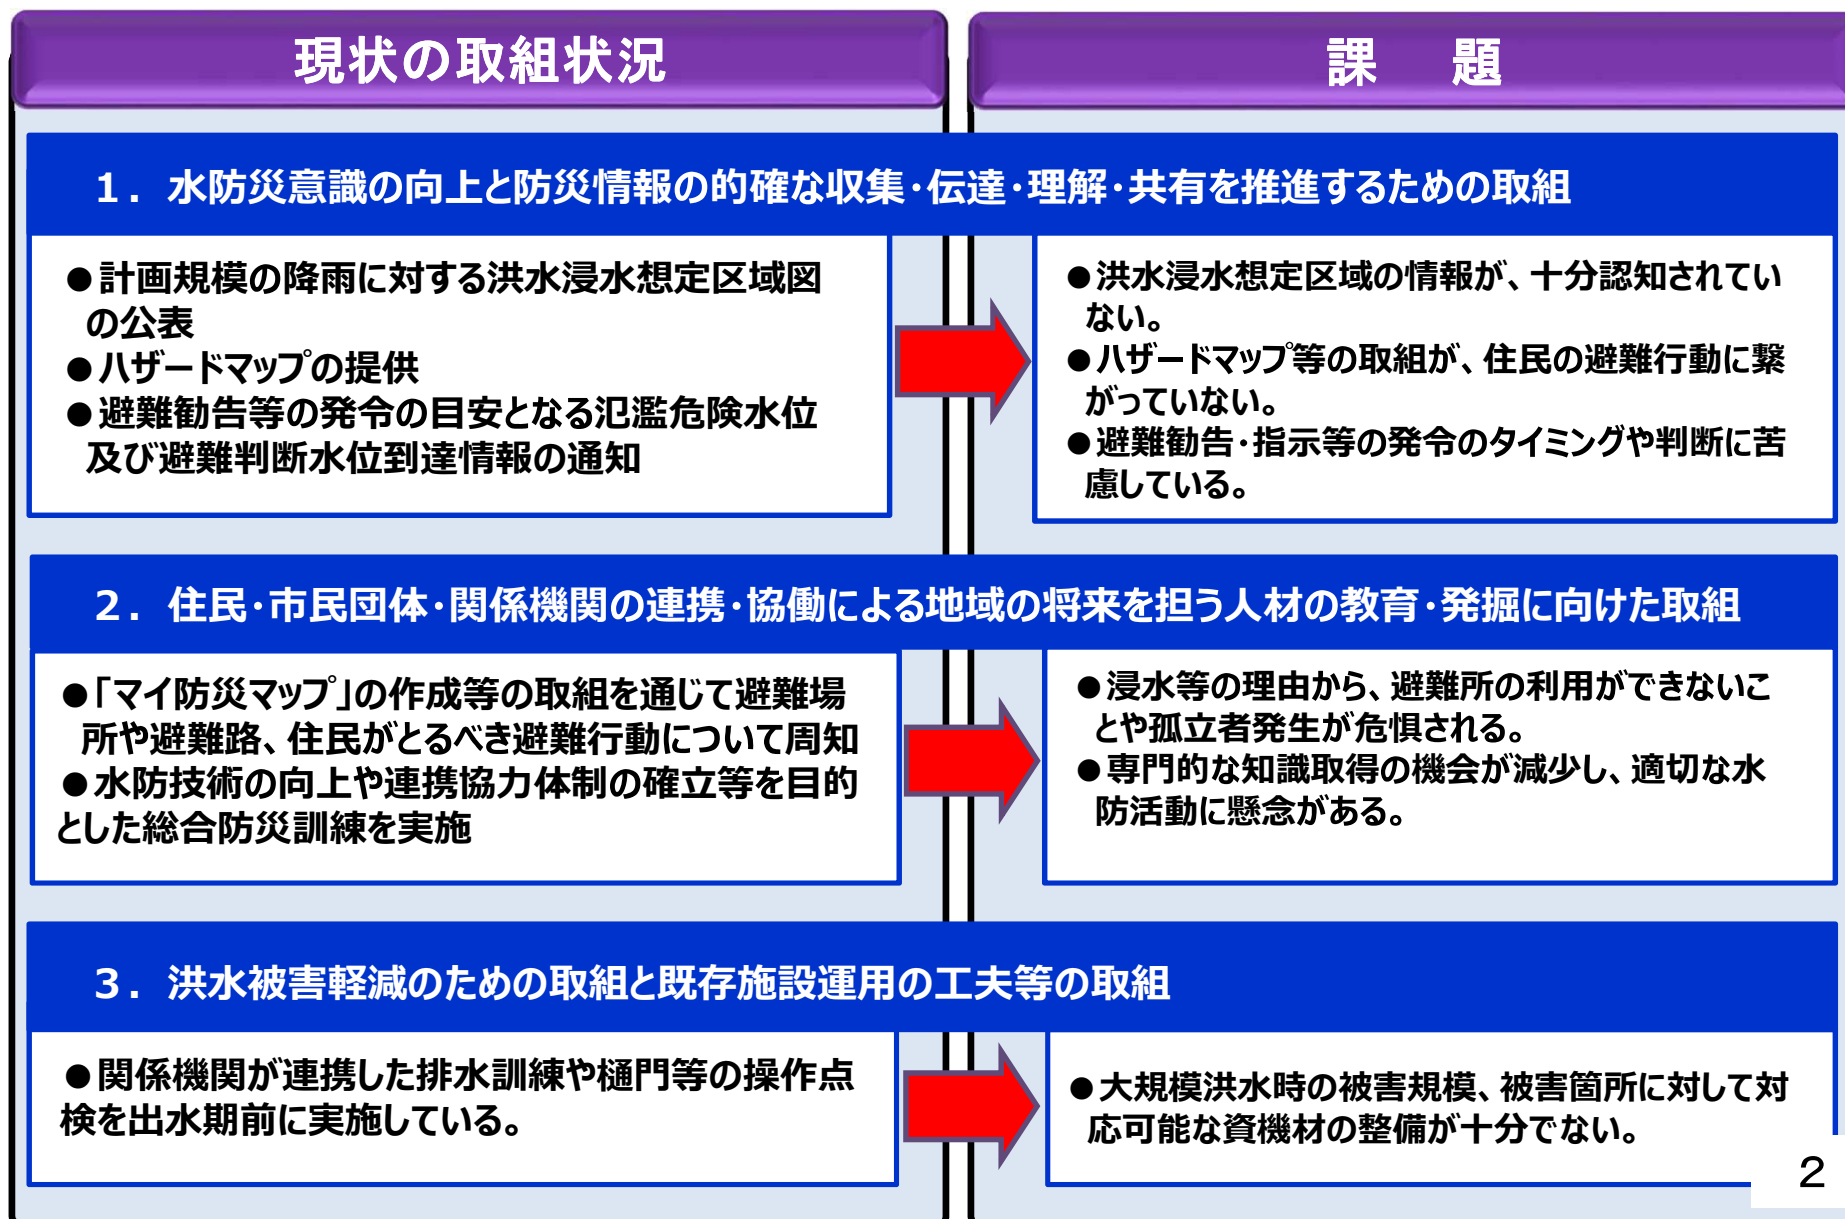 現状の取組状況
課　題
１．水防災意識の向上と防災情報の的確な収集・伝達・理解・共有を推進するための取組
●計画規模の降雨に対する洪水浸水想定区域図
の公表
●ハザードマップの提供
●避難勧告等の発令の目安となる氾濫危険水位
及び避難判断水位到達情報の通知
●洪水浸水想定区域の情報が、十分認知されてい
ない。
●ハザードマップ等の取組が、住民の避難行動に繋
がっていない。
●避難勧告・指示等の発令のタイミングや判断に苦
慮している。
２．住民・市民団体・関係機関の連携・協働による地域の将来を担う人材の教育・発掘に向けた取組
●「マイ防災マップ」の作成等の取組を通じて避難場
所や避難路、住民がとるべき避難行動について周知
●水防技術の向上や連携協力体制の確立等を目的
とした総合防災訓練を実施
●浸水等の理由から、避難所の利用ができないこ
とや孤立者発生が危惧される。
●専門的な知識取得の機会が減少し、適切な水
防活動に懸念がある。
３．洪水被害軽減のための取組と既存施設運用の工夫等の取組
●関係機関が連携した排水訓練や樋門等の操作点
検を出水期前に実施している。
●大規模洪水時の被害規模、被害箇所に対して対
応可能な資機材の整備が十分でない。
2